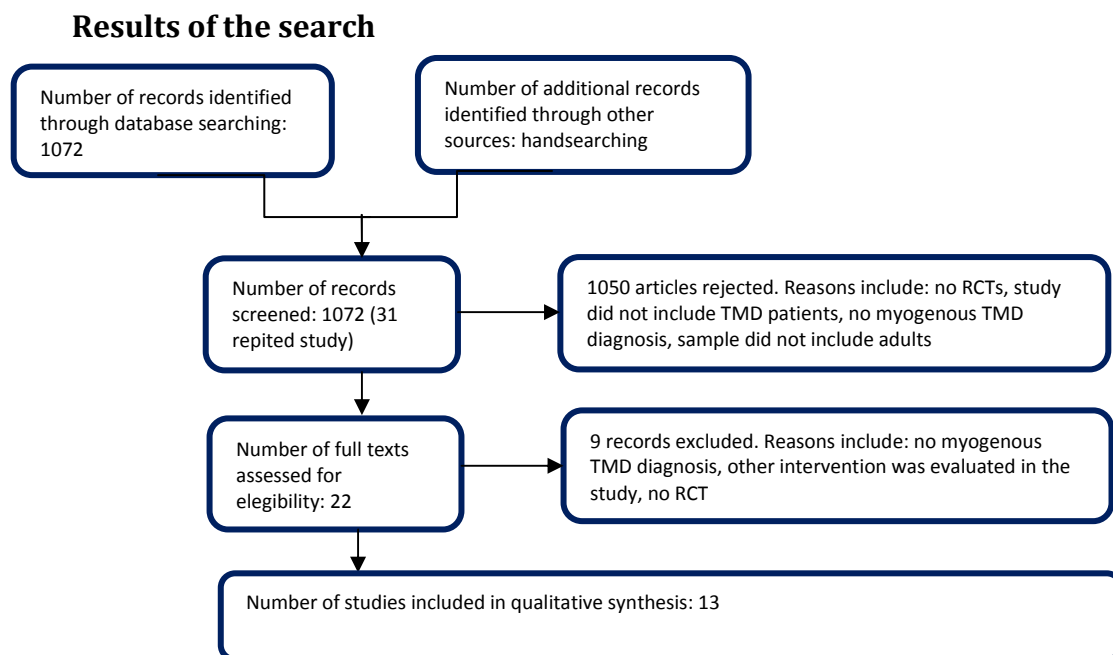 Results of the search
Number of records identified
through database searching:
1072
Number of additional records
identified through other
sources: handsearching
Number of records
screened: 1072 (31
repited study)
1050 articles rejected. Reasons include: no RCTs, study
did not include TMD patients, no myogenous TMD
diagnosis, sample did not include adults
Number of full texts
assessed for
elegibility: 22
9 records excluded. Reasons include: no myogenous
TMD diagnosis, other intervention was evaluated in the
study, no RCT
Number of studies included in qualitative synthesis: 13